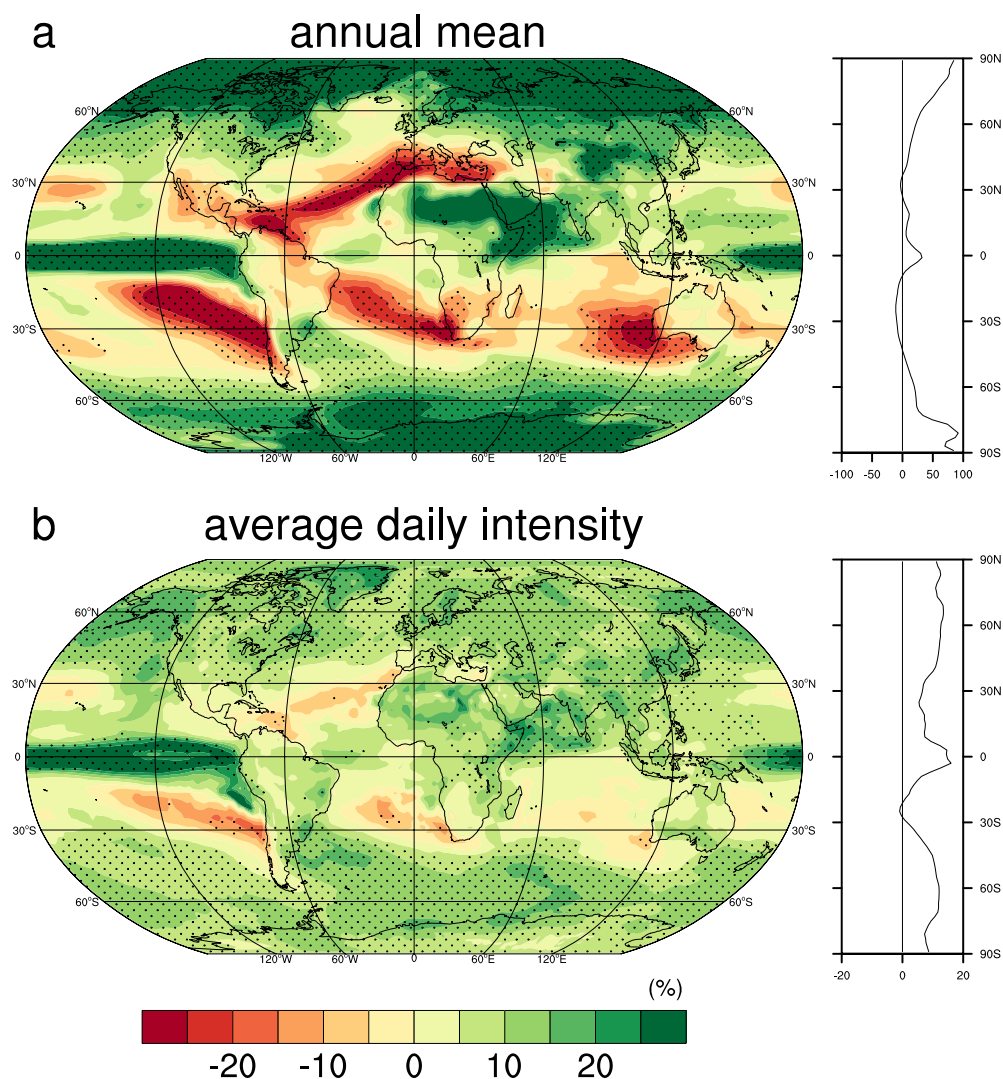 a annual mean
90N
60°N 60°N 60N
30°N 30°N 30N
0 0 0
30°S 30°S 30S
60°S 60°S 60S
120°W 60°W 0 60°E 120°E 90S
-100 -50 0 50 100
b average daily intensity
90N
60°N 60°N 60N
30°N 30°N 30N
0 0 0
30°S 30°S 30S
60°S 60°S 60S
120°W 60°W 0 60°E 120°E 90S
-20 0 20
(%)
-20 -10 0 10 20